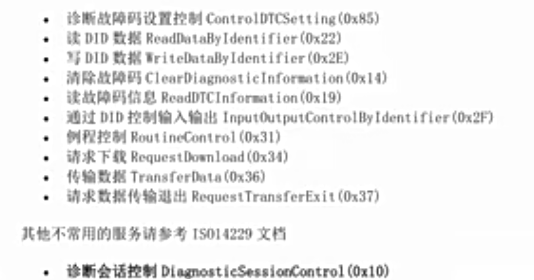 • 诊断故障码设置控制 ControlDTCSetting(0x85)
• 读 DID 数据 ReadDataByIdentifier(0x22)
• 写 DID 数据 WriteDataByIdentifier(0x2E)
• 清除故障码 ClearDiagnosticInformation(0x14)
• 读故障码信息 ReadDTCInformation(0x19)
• 通过 DID 控制输入输出 InputOutputControlByIdentifier(0x2F)
• 例程控制 RoutineControl(0x31)
• 请求下载 RequestDownload(0x34)
• 传输数据 TransferData(0x36)
• 请求数据传输退出 RequestTransferExit(0x37)
其他不常用的服务请参考 ISO14229 文档
• 诊断会话控制 DiagnosticSessionControl(0x10)